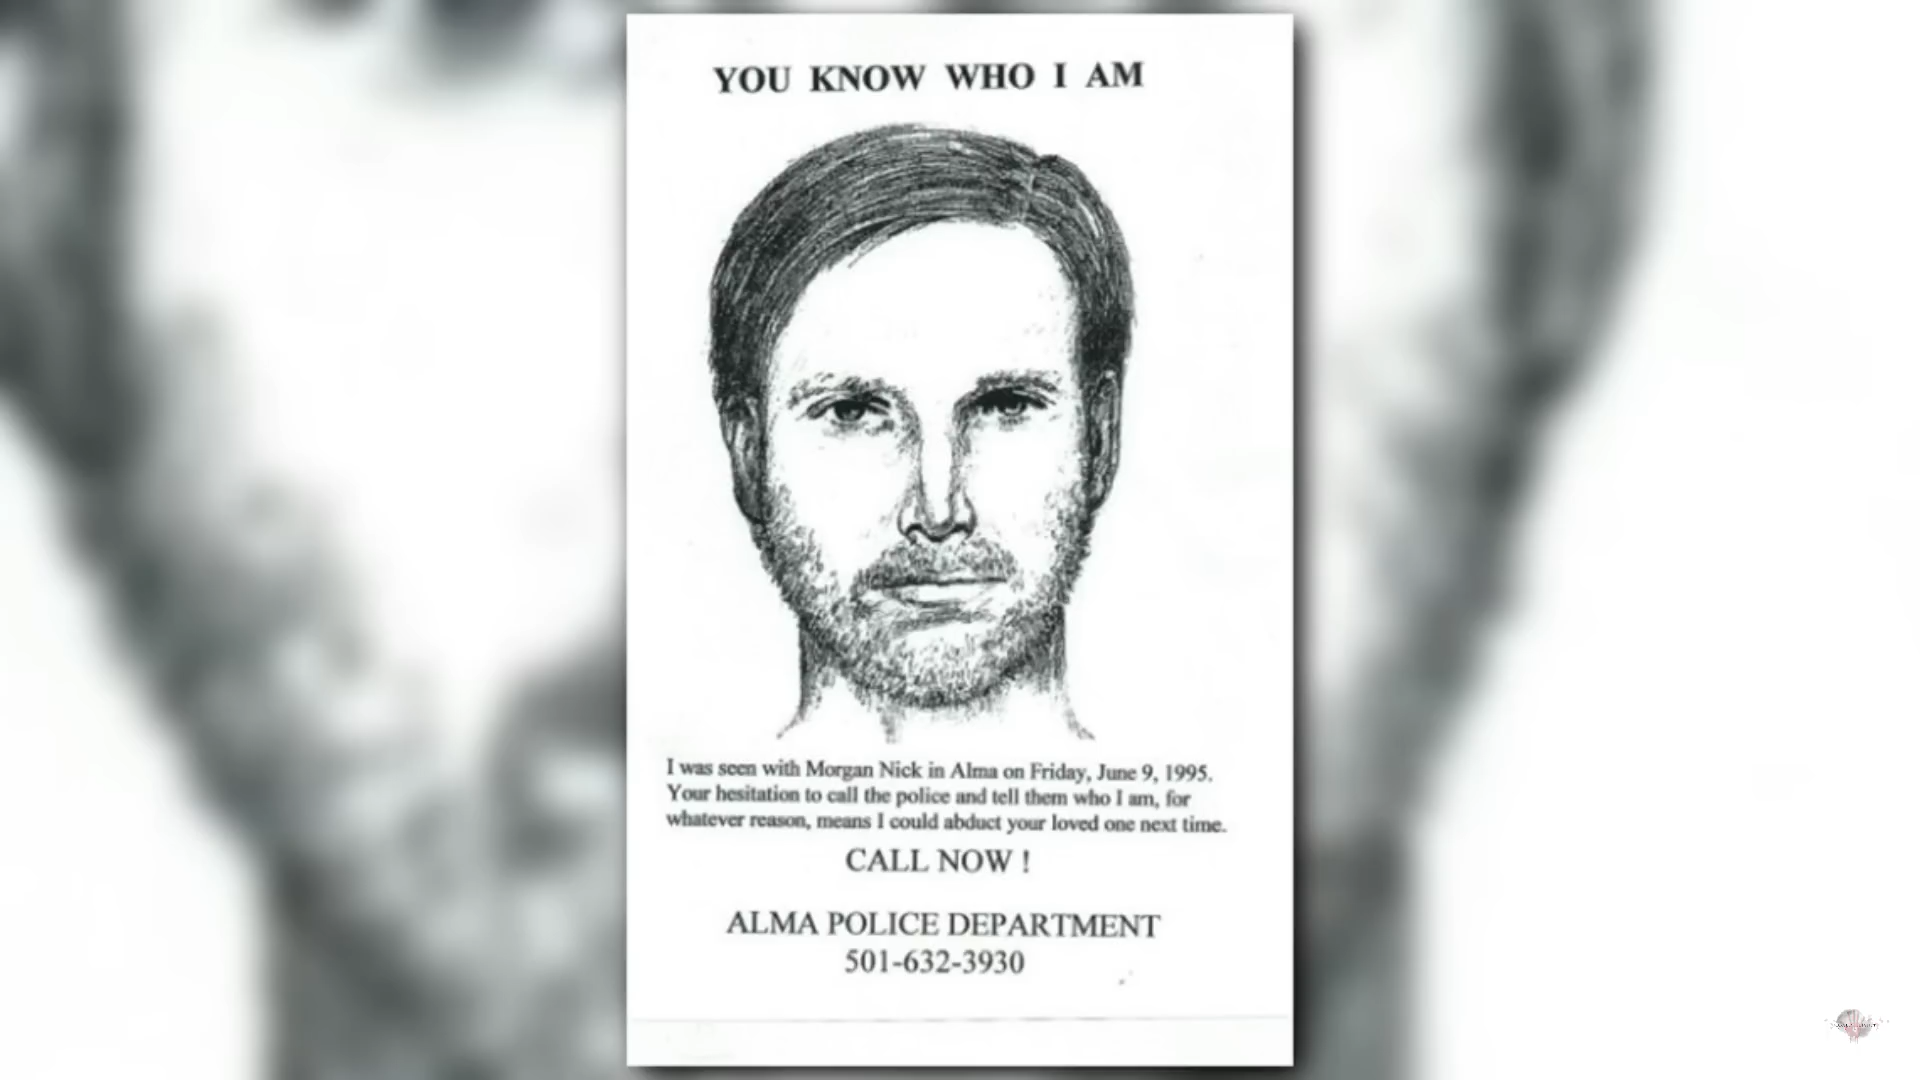 YOU KNOW WHO I AM
I was seen with Morgan Nick in Alma on Friday, June 9, 1995.
Your hesitation to call the police and tell them who I am, for
whatever reason, means I could abduct your loved one next time.
CALL NOW !
ALMA POLICE DEPARTMENT
501-632-3930